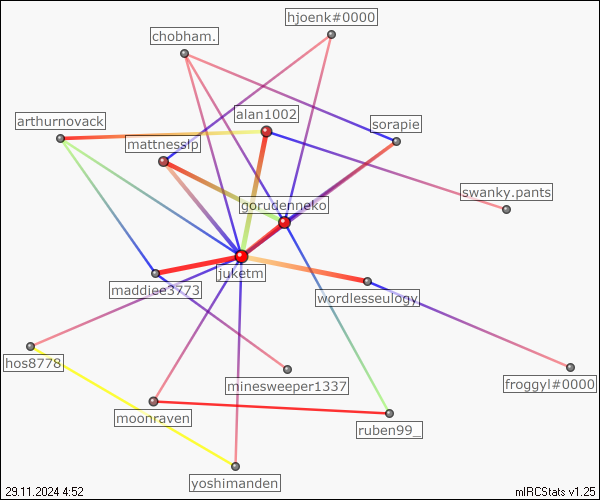 hjoenk#0000
chobham.
alan1002
arthurnovack
sorapie
mattnesslp
swanky.pants
gorudenneko
juketm
maddiee3773
wordlesseulogy
hos8778
minesweeper1337
froggyl#0000
moonraven
ruben99_
yoshimanden
29.11.2024 4:52
mIRCStats v1.25